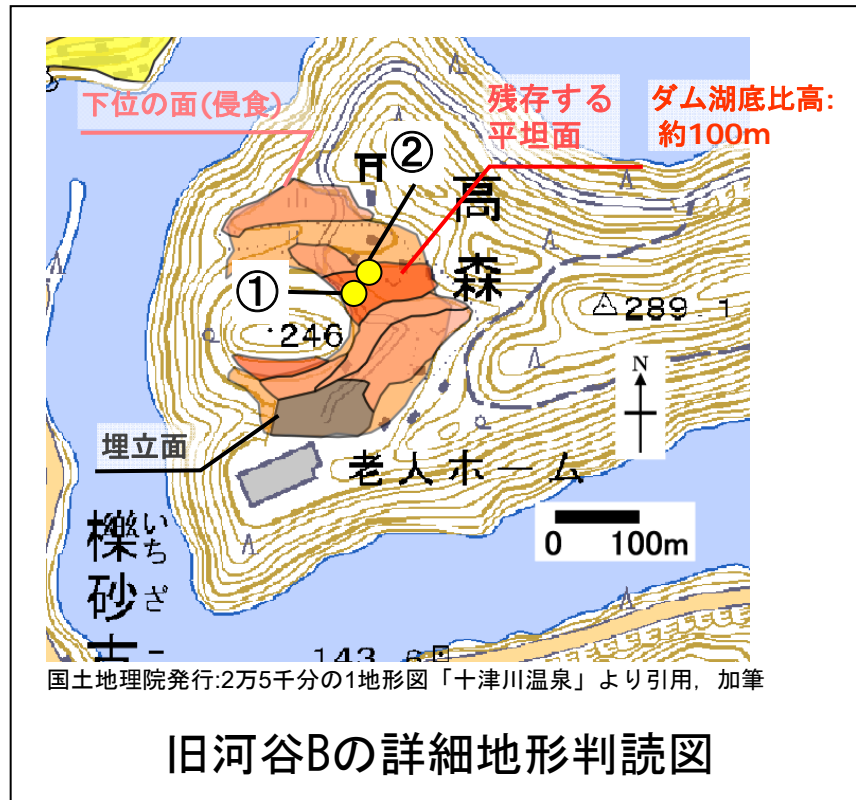 下位の面(侵食)
残存する
平坦面
ダム湖底比高:
約100m
②
高森
①
246
289.1
N
埋立面
老人ホーム
0 100m
櫟砂古
いちざこ
143.6
国土地理院発行:2万5千分の1地形図「十津川温泉」より引用, 加筆
旧河谷Bの詳細地形判読図